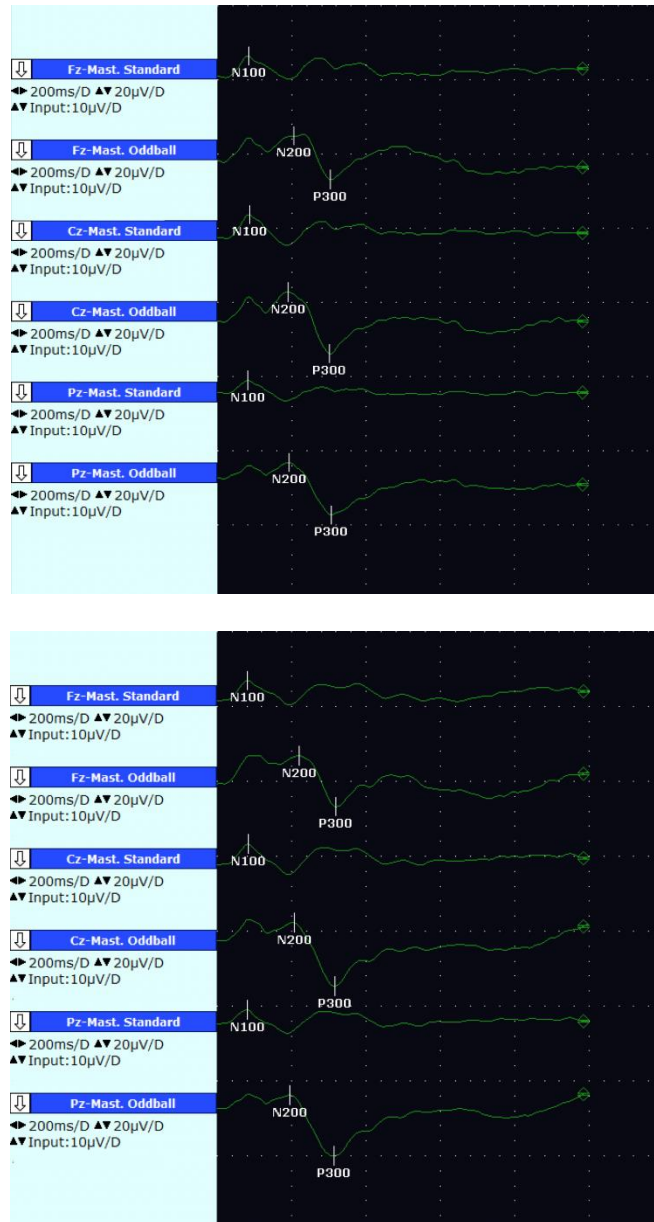 Fz-Mast. Standard
N100
◀▶ 200ms/D ▲▼ 20µV/D
▲▼ Input:10µV/D
Fz-Mast. Oddball
N200
◀▶ 200ms/D ▲▼ 20µV/D
▲▼ Input:10µV/D
P300
Cz-Mast. Standard
N100
◀▶ 200ms/D ▲▼ 20µV/D
▲▼ Input:10µV/D
Cz-Mast. Oddball
N200
◀▶ 200ms/D ▲▼ 20µV/D
▲▼ Input:10µV/D
P300
Pz-Mast. Standard
N100
◀▶ 200ms/D ▲▼ 20µV/D
▲▼ Input:10µV/D
Pz-Mast. Oddball
N200
◀▶ 200ms/D ▲▼ 20µV/D
▲▼ Input:10µV/D
P300
Fz-Mast. Standard
N100
◀▶ 200ms/D ▲▼ 20µV/D
▲▼ Input:10µV/D
Fz-Mast. Oddball
N200
◀▶ 200ms/D ▲▼ 20µV/D
▲▼ Input:10µV/D
P300
Cz-Mast. Standard
N100
◀▶ 200ms/D ▲▼ 20µV/D
▲▼ Input:10µV/D
Cz-Mast. Oddball
N200
◀▶ 200ms/D ▲▼ 20µV/D
▲▼ Input:10µV/D
P300
Pz-Mast. Standard
N100
◀▶ 200ms/D ▲▼ 20µV/D
▲▼ Input:10µV/D
Pz-Mast. Oddball
N200
◀▶ 200ms/D ▲▼ 20µV/D
▲▼ Input:10µV/D
P300